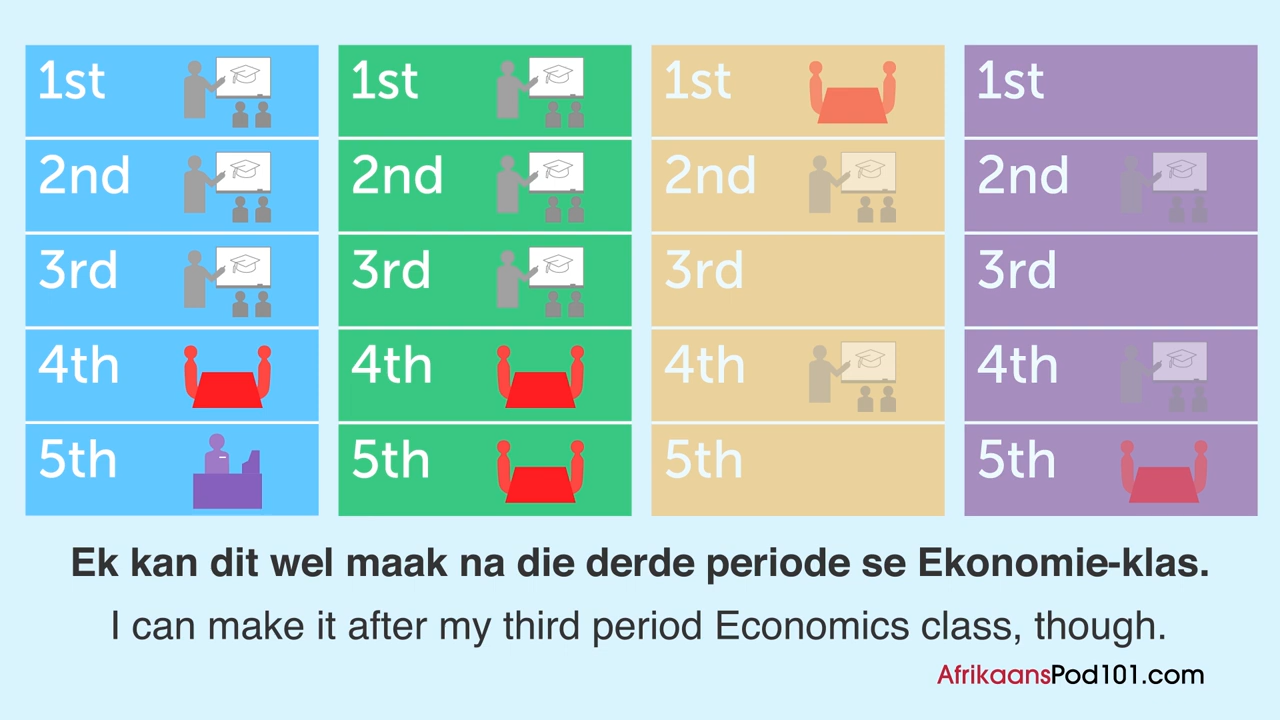 1st 1st 1st 1st
2nd 2nd 2nd 2nd
3rd 3rd 3rd 3rd
4th 4th 4th 4th
5th 5th 5th 5th
Ek kan dit wel maak na die derde periode se Ekonomie-klas.
I can make it after my third period Economics class, though.
AfrikaansPod101.com